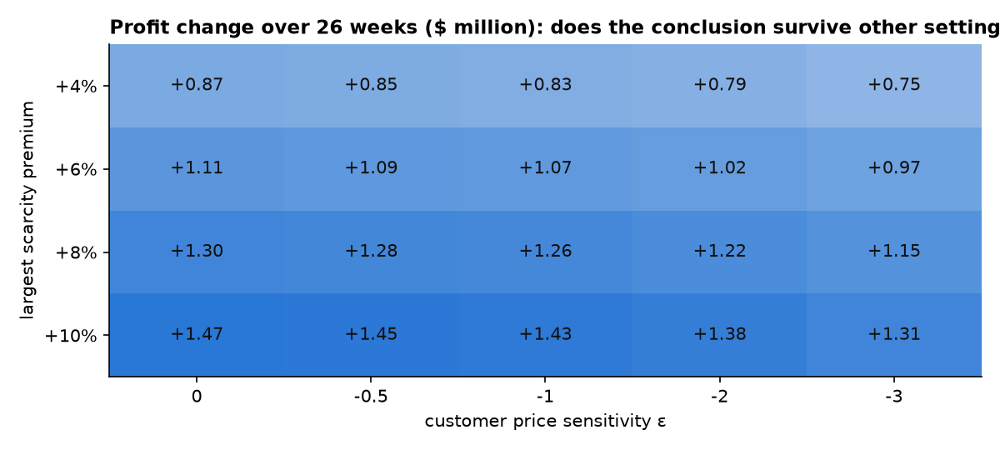 Profit change over 26 weeks ($ million): does the conclusion survive other setting
largest scarcity premium
+4% +0.87 +0.85 +0.83 +0.79 +0.75
+6% +1.11 +1.09 +1.07 +1.02 +0.97
+8% +1.30 +1.28 +1.26 +1.22 +1.15
+10% +1.47 +1.45 +1.43 +1.38 +1.31
0 -0.5 -1 -2 -3
customer price sensitivity ε